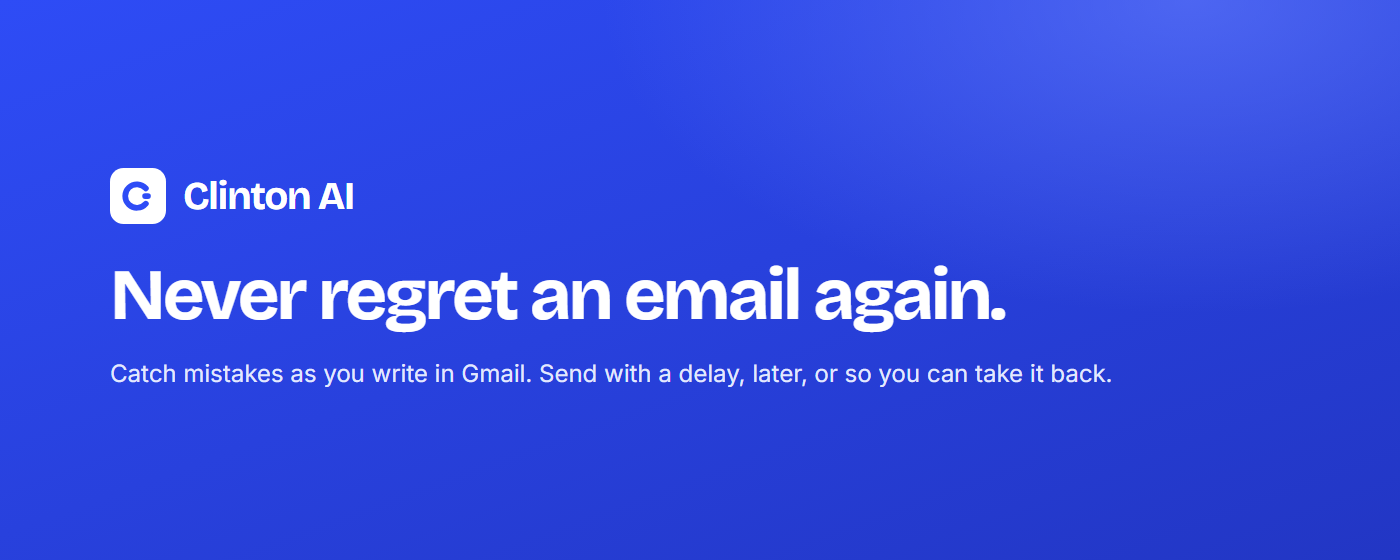 Clinton AI
Never regret an email again.
Catch mistakes as you write in Gmail. Send with a delay, later, or so you can take it back.